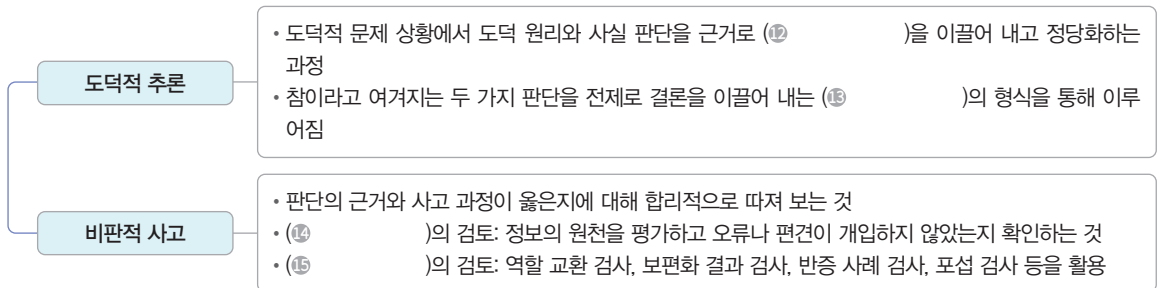 • 도덕적 문제 상황에서 도덕 원리와 사실 판단을 근거로 (⑫ )을 이끌어 내고 정당화하는
과정
도덕적 추론
• 참이라고 여겨지는 두 가지 판단을 전제로 결론을 이끌어 내는 (⑬ )의 형식을 통해 이루
어짐
• 판단의 근거와 사고 과정이 옳은지에 대해 합리적으로 따져 보는 것
비판적 사고
• (⑭ )의 검토: 정보의 원천을 평가하고 오류나 편견이 개입하지 않았는지 확인하는 것
• (⑮ )의 검토: 역할 교환 검사, 보편화 결과 검사, 반증 사례 검사, 포섭 검사 등을 활용